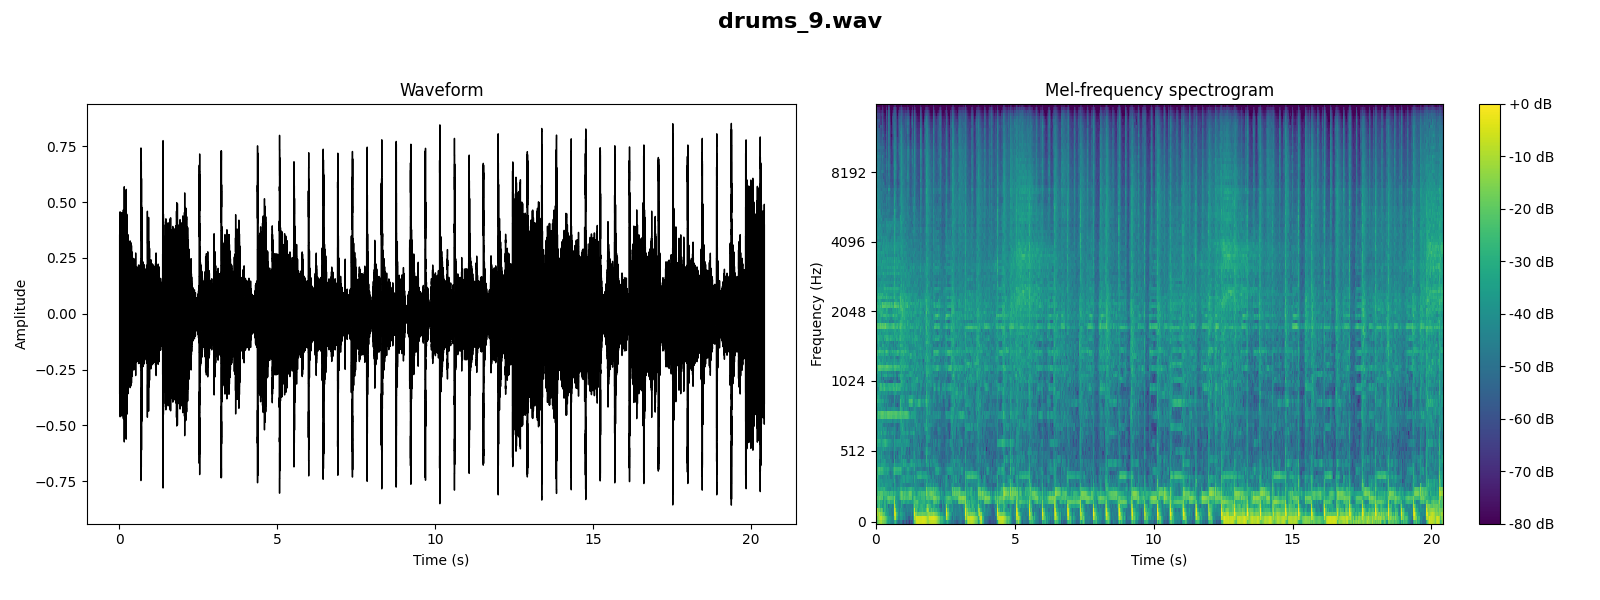 drums_9.wav
Waveform
Amplitude
0.75
0.50
0.25
0.00
−0.25
−0.50
−0.75
0 5 10 15 20
Time (s)
Mel-frequency spectrogram
Frequency (Hz)
8192
4096
2048
1024
512
0
0 5 10 15 20
Time (s)
+0 dB
-10 dB
-20 dB
-30 dB
-40 dB
-50 dB
-60 dB
-70 dB
-80 dB